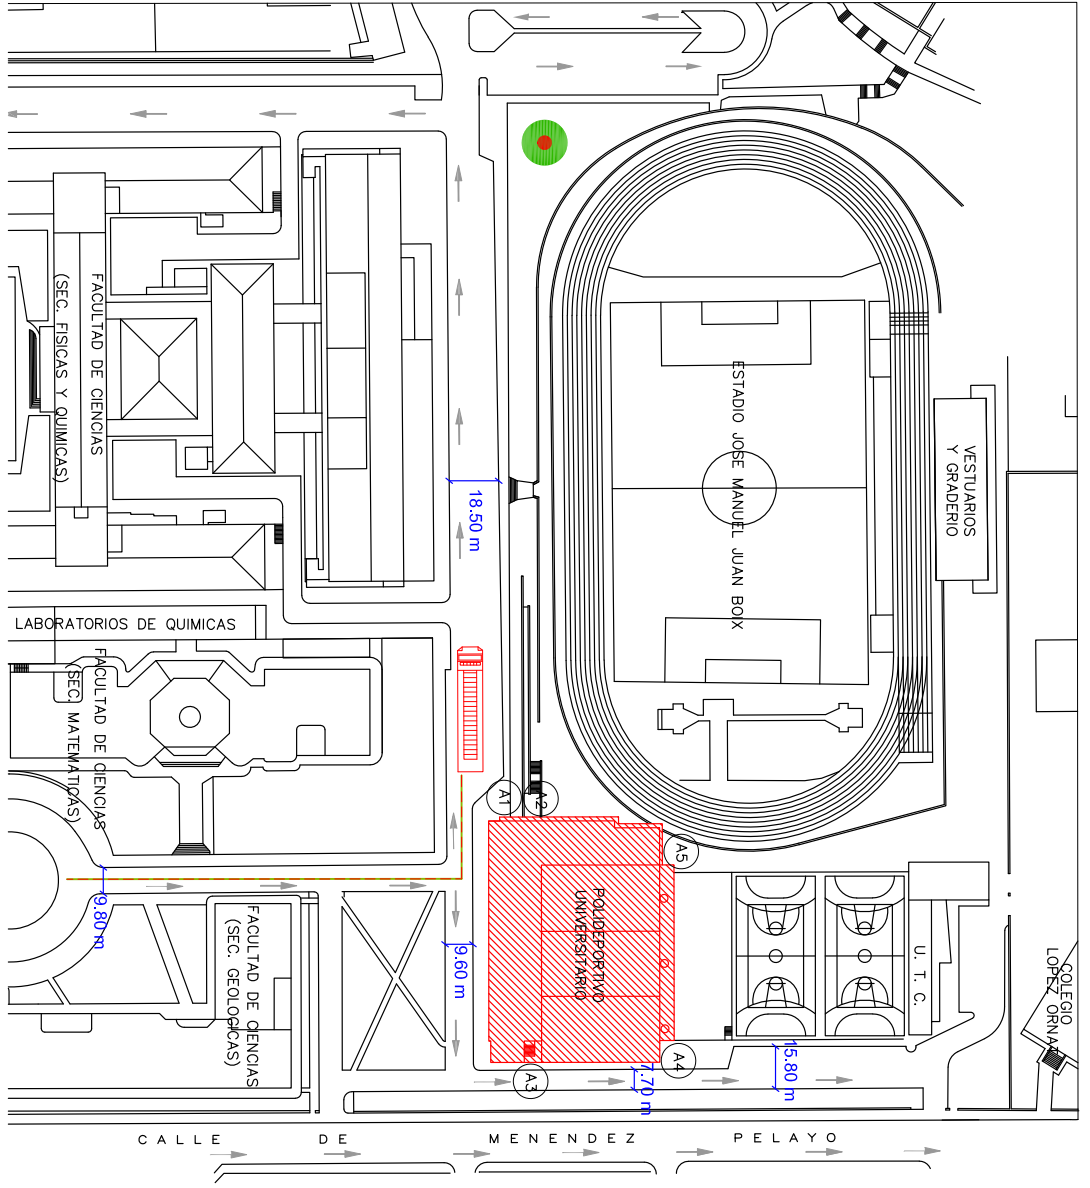 FACULTAD DE CIENCIAS
(SEC. FISICAS Y QUIMICAS)
ESTADIO JOSE MANUEL JUAN BOIX
VESTUARIOS
Y GRADERIO
18.50 m
LABORATORIOS DE QUIMICAS
FACULTAD DE CIENCIAS
(SEC. MATEMATICAS)
A1
A2
A5
POLIDEPORTIVO
UNIVERSITARIO
9.80 m
FACULTAD DE CIENCIAS
(SEC. GEOLOGICAS)
9.60 m
U. T. C.
COLEGIO
LOPEZ ORNAT
A3
A4
7.70 m
15.80 m
CALLE DE MENENDEZ PELAYO